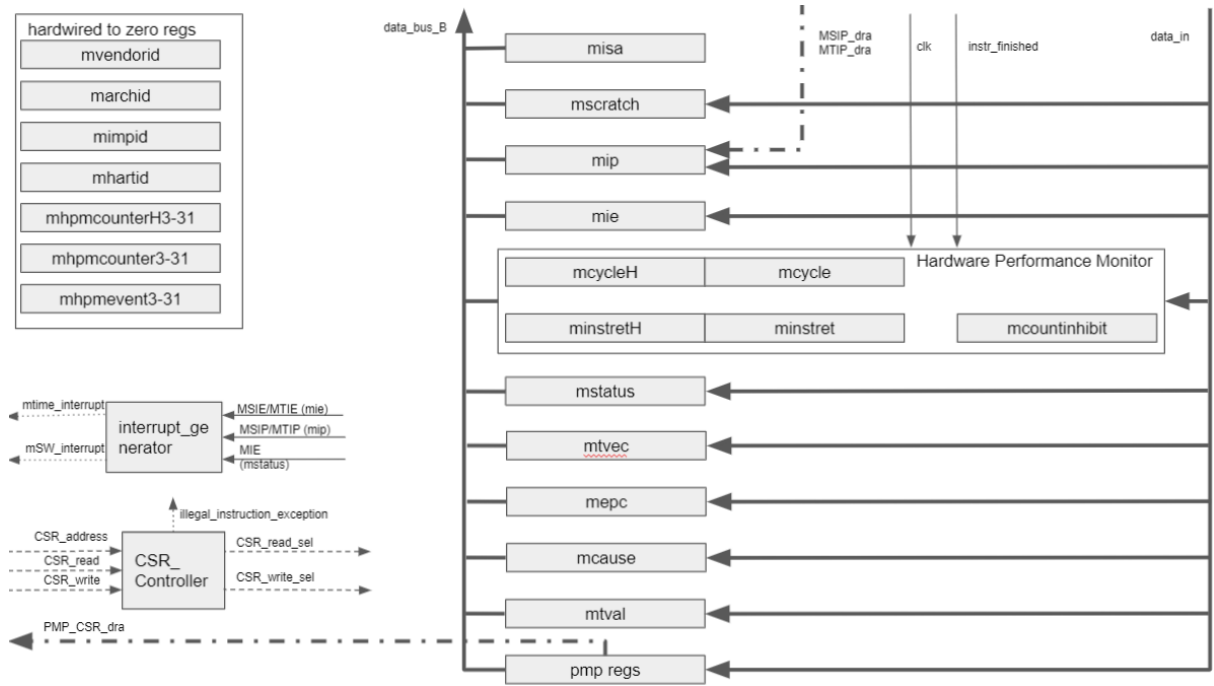 hardwired to zero regs
mvendorid
marchid
mimpid
mhartid
mhpmcounterH3-31
mhpmcounter3-31
mhpmevent3-31
data_bus_B
MSIP_dra
MTIP_dra
clk
instr_finished
data_in
misa
mscratch
mip
mie
Hardware Performance Monitor
mcycleH
mcycle
minstretH
minstret
mcountinhibit
mstatus
mtvec
mepc
mcause
mtval
pmp regs
mtime_interrupt
mSW_interrupt
interrupt_ge
nerator
MSIE/MTIE (mie)
MSIP/MTIP (mip)
MIE
(mstatus)
illegal_instruction_exception
CSR_address
CSR_read
CSR_write
CSR_
Controller
CSR_read_sel
CSR_write_sel
PMP_CSR_dra